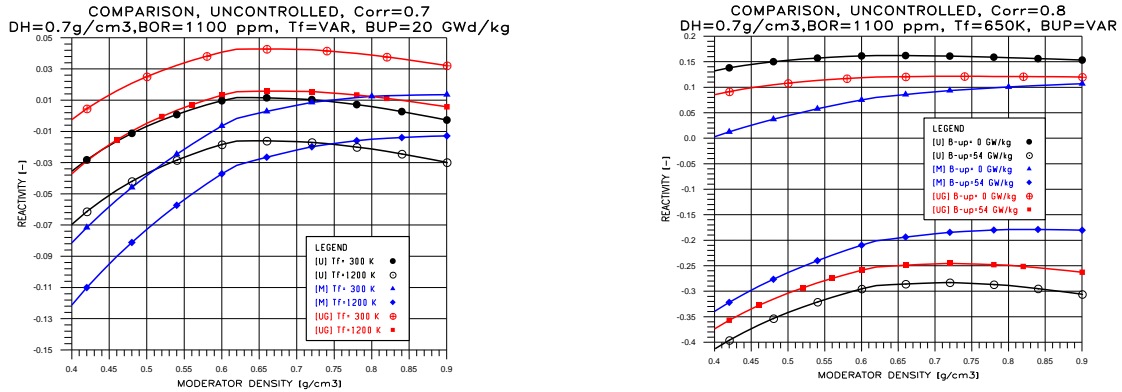 COMPARISON, UNCONTROLLED, Corr=0.7
DH=0.7g/cm3,BOR=1100 ppm, Tf=VAR, BUP=20 GWd/kg
0.05
0.03
0.01
-0.01
-0.03
-0.05
-0.07
-0.09
-0.11
-0.13
-0.15
REACTIVITY [-]
LEGEND
[U] Tf= 300 K
[U] Tf=1200 K
[M] Tf= 300 K
[M] Tf=1200 K
[UG] Tf= 300 K
[UG] Tf=1200 K
0.4 0.45 0.5 0.55 0.6 0.65 0.7 0.75 0.8 0.85 0.9
MODERATOR DENSITY [g/cm3]
COMPARISON, UNCONTROLLED, Corr=0.8
DH=0.7g/cm3,BOR=1100 ppm, Tf=650K, BUP=VAR
0.2
0.15
0.1
0.05
0.0
-0.05
-0.1
-0.15
-0.2
-0.25
-0.3
-0.35
-0.4
REACTIVITY [-]
LEGEND
[U] B-up= 0 GW/kg
[U] B-up=54 GW/kg
[M] B-up= 0 GW/kg
[M] B-up=54 GW/kg
[UG] B-up= 0 GW/kg
[UG] B-up=54 GW/kg
0.4 0.45 0.5 0.55 0.6 0.65 0.7 0.75 0.8 0.85 0.9
MODERATOR DENSITY [g/cm3]